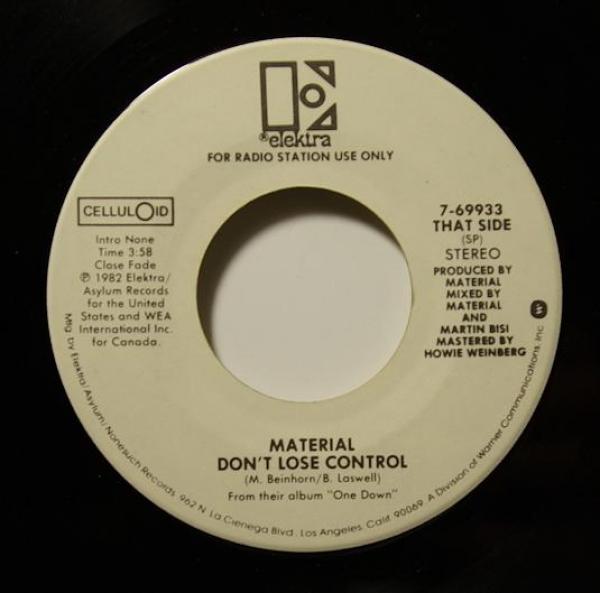 ® elektra
FOR RADIO STATION USE ONLY
CELLULOID
Intro None
Time 3:58
Close Fade
℗ 1982 Elektra/
Asylum Records
for the United
States and WEA
International Inc.
for Canada.
7-69933
THAT SIDE
(SP)
STEREO
PRODUCED BY
MATERIAL
MIXED BY
MATERIAL
AND
MARTIN BISI
MASTERED BY
HOWIE WEINBERG
MATERIAL
DON'T LOSE CONTROL
(M. Beinhorn/B. Laswell)
From their album "One Down"
Mfg. by Elektra/Asylum/Nonesuch Records. 962 N. La Cienega Blvd. Los Angeles, Calif. 90069. A Division of Warner Communications, Inc. W